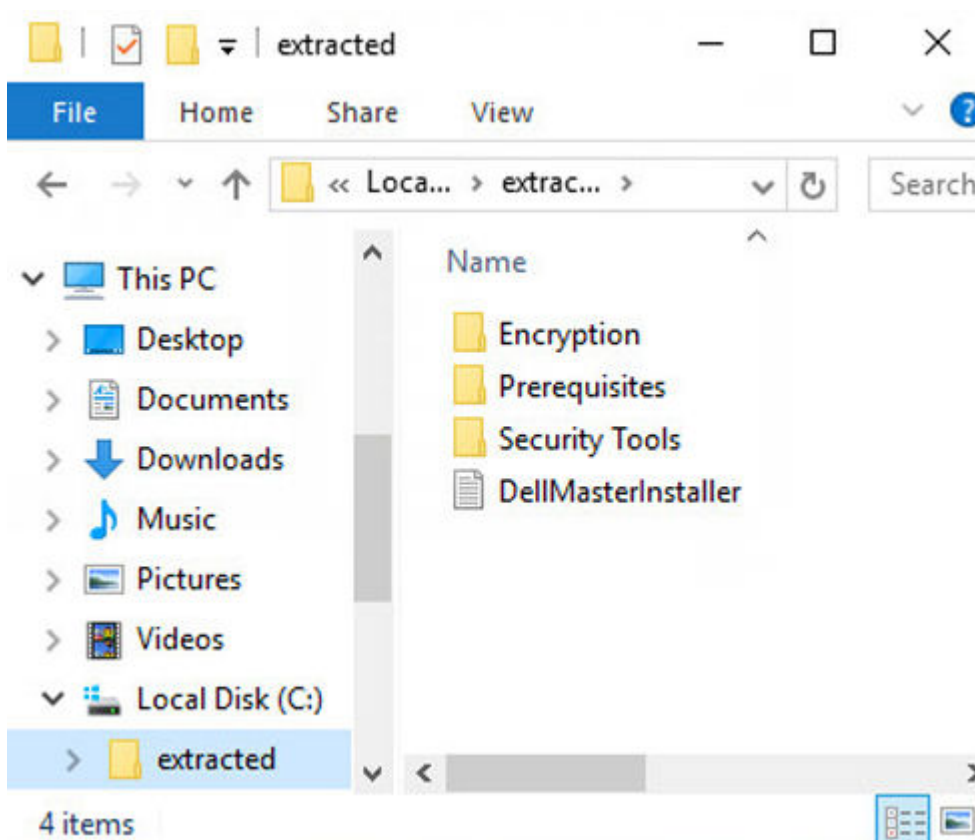 extracted
File Home Share View
« Loca... › extrac... ›
Search
This PC
Desktop
Documents
Downloads
Music
Pictures
Videos
Local Disk (C:)
extracted
Name
Encryption
Prerequisites
Security Tools
DellMasterInstaller
4 items